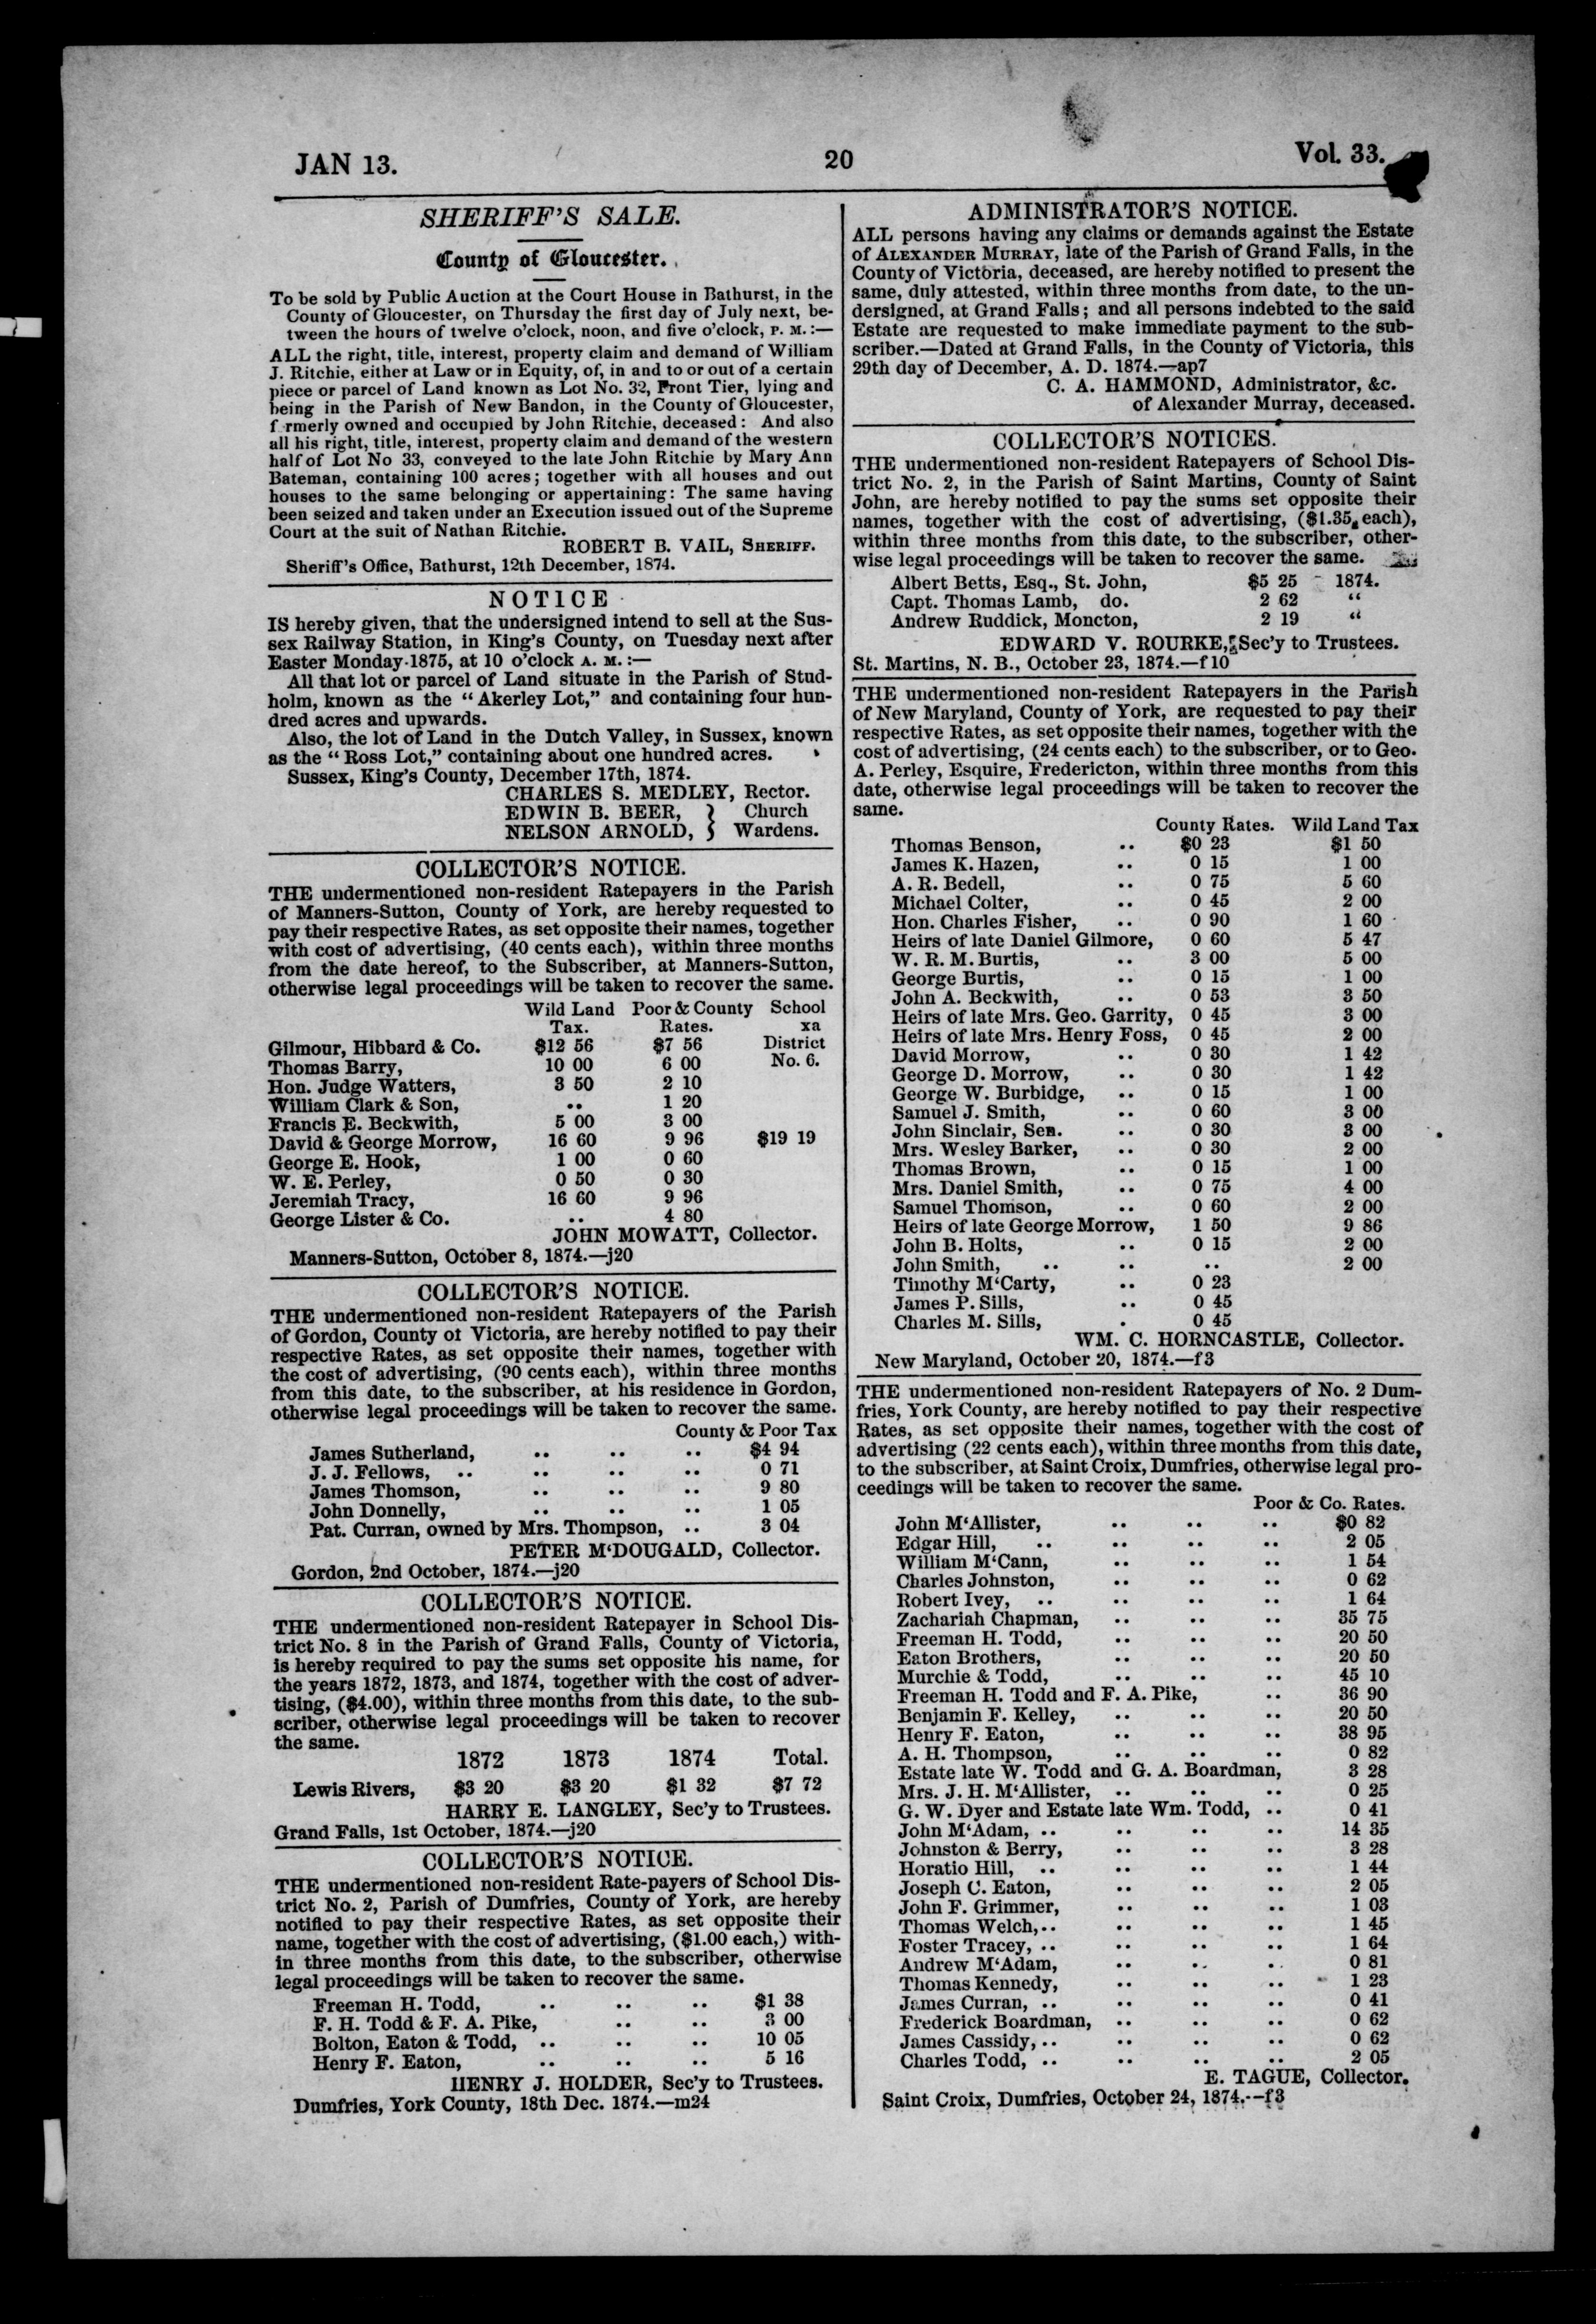 JAN 13.
20
Vol. 33.
SHERIFF'S SALE.
County of Gloucester.
To be sold by Public Auction at the Court House in Bathurst, in the
County of Gloucester, on Thursday the first day of July next, be-
tween the hours of twelve o'clock, noon, and five o'clock, P. M.:—
ALL the right, title, interest, property claim and demand of William
J. Ritchie, either at Law or in Equity, of, in and to or out of a certain
piece or parcel of Land known as Lot No. 32, Front Tier, lying and
being in the Parish of New Bandon, in the County of Gloucester,
f rmerly owned and occupied by John Ritchie, deceased: And also
all his right, title, interest, property claim and demand of the western
half of Lot No 33, conveyed to the late John Ritchie by Mary Ann
Bateman, containing 100 acres; together with all houses and out
houses to the same belonging or appertaining: The same having
been seized and taken under an Execution issued out of the Supreme
Court at the suit of Nathan Ritchie.
ROBERT B. VAIL, SHERIFF.
Sheriff's Office, Bathurst, 12th December, 1874.
NOTICE
IS hereby given, that the undersigned intend to sell at the Sus-
sex Railway Station, in King's County, on Tuesday next after
Easter Monday 1875, at 10 o'clock A. M.:—
All that lot or parcel of Land situate in the Parish of Stud-
holm, known as the "Akerley Lot," and containing four hun-
dred acres and upwards.
Also, the lot of Land in the Dutch Valley, in Sussex, known
as the "Ross Lot," containing about one hundred acres.
Sussex, King's County, December 17th, 1874.
CHARLES S. MEDLEY, Rector.
EDWIN B. BEER, } Church
NELSON ARNOLD, } Wardens.
COLLECTOR'S NOTICE.
THE undermentioned non-resident Ratepayers in the Parish
of Manners-Sutton, County of York, are hereby requested to
pay their respective Rates, as set opposite their names, together
with cost of advertising, (40 cents each), within three months
from the date hereof, to the Subscriber, at Manners-Sutton,
otherwise legal proceedings will be taken to recover the same.
Wild Land Poor & County School
Tax. Rates. xa
Gilmour, Hibbard & Co. $12 56 $7 56 District
Thomas Barry, 10 00 6 00 No. 6.
Hon. Judge Watters, 3 50 2 10
William Clark & Son, .. 1 20
Francis E. Beckwith, 5 00 3 00
David & George Morrow, 16 60 9 96 $19 19
George E. Hook, 1 00 0 60
W. E. Perley, 0 50 0 30
Jeremiah Tracy, 16 60 9 96
George Lister & Co. .. 4 80
JOHN MOWATT, Collector.
Manners-Sutton, October 8, 1874.—j20
COLLECTOR'S NOTICE.
THE undermentioned non-resident Ratepayers of the Parish
of Gordon, County of Victoria, are hereby notified to pay their
respective Rates, as set opposite their names, together with
the cost of advertising, (90 cents each), within three months
from this date, to the subscriber, at his residence in Gordon,
otherwise legal proceedings will be taken to recover the same.
County & Poor Tax
James Sutherland, .. .. .. $4 94
J. J. Fellows, .. .. .. .. 0 71
James Thomson, .. .. .. 9 80
John Donnelly, .. .. .. 1 05
Pat. Curran, owned by Mrs. Thompson, .. 3 04
PETER M'DOUGALD, Collector.
Gordon, 2nd October, 1874.—j20
COLLECTOR'S NOTICE.
THE undermentioned non-resident Ratepayer in School Dis-
trict No. 8 in the Parish of Grand Falls, County of Victoria,
is hereby required to pay the sums set opposite his name, for
the years 1872, 1873, and 1874, together with the cost of adver-
tising, ($4.00), within three months from this date, to the sub-
scriber, otherwise legal proceedings will be taken to recover
the same.
1872 1873 1874 Total.
Lewis Rivers, $3 20 $3 20 $1 32 $7 72
HARRY E. LANGLEY, Sec'y to Trustees.
Grand Falls, 1st October, 1874.—j20
COLLECTOR'S NOTICE.
THE undermentioned non-resident Rate-payers of School Dis-
trict No. 2, Parish of Dumfries, County of York, are hereby
notified to pay their respective Rates, as set opposite their
name, together with the cost of advertising, ($1.00 each,) with-
in three months from this date, to the subscriber, otherwise
legal proceedings will be taken to recover the same.
Freeman H. Todd, .. .. .. $1 38
F. H. Todd & F. A. Pike, .. .. 3 00
Bolton, Eaton & Todd, .. .. .. 10 05
Henry F. Eaton, .. .. .. 5 16
HENRY J. HOLDER, Sec'y to Trustees.
Dumfries, York County, 18th Dec. 1874.—m24
ADMINISTRATOR'S NOTICE.
ALL persons having any claims or demands against the Estate
of ALEXANDER MURRAY, late of the Parish of Grand Falls, in the
County of Victoria, deceased, are hereby notified to present the
same, duly attested, within three months from date, to the un-
dersigned, at Grand Falls; and all persons indebted to the said
Estate are requested to make immediate payment to the sub-
scriber.—Dated at Grand Falls, in the County of Victoria, this
29th day of December, A. D. 1874.—ap7
C. A. HAMMOND, Administrator, &c.
of Alexander Murray, deceased.
COLLECTOR'S NOTICES.
THE undermentioned non-resident Ratepayers of School Dis-
trict No. 2, in the Parish of Saint Martins, County of Saint
John, are hereby notified to pay the sums set opposite their
names, together with the cost of advertising, ($1.35 each),
within three months from this date, to the subscriber, other-
wise legal proceedings will be taken to recover the same.
Albert Betts, Esq., St. John, $5 25 1874.
Capt. Thomas Lamb, do. 2 62 "
Andrew Ruddick, Moncton, 2 19 "
EDWARD V. ROURKE, Sec'y to Trustees.
St. Martins, N. B., October 23, 1874.—f10
THE undermentioned non-resident Ratepayers in the Parish
of New Maryland, County of York, are requested to pay their
respective Rates, as set opposite their names, together with the
cost of advertising, (24 cents each) to the subscriber, or to Geo.
A. Perley, Esquire, Fredericton, within three months from this
date, otherwise legal proceedings will be taken to recover the
same.
County Rates. Wild Land Tax
Thomas Benson, .. $0 23 $1 50
James K. Hazen, .. 0 15 1 00
A. R. Bedell, .. 0 75 5 60
Michael Colter, .. 0 45 2 00
Hon. Charles Fisher, .. 0 90 1 60
Heirs of late Daniel Gilmore, 0 60 5 47
W. R. M. Burtis, .. 3 00 5 00
George Burtis, .. 0 15 1 00
John A. Beckwith, .. 0 53 3 50
Heirs of late Mrs. Geo. Garrity, 0 45 3 00
Heirs of late Mrs. Henry Foss, 0 45 2 00
David Morrow, .. 0 30 1 42
George D. Morrow, .. 0 30 1 42
George W. Burbidge, .. 0 15 1 00
Samuel J. Smith, .. 0 60 3 00
John Sinclair, Sen. .. 0 30 3 00
Mrs. Wesley Barker, .. 0 30 2 00
Thomas Brown, .. 0 15 1 00
Mrs. Daniel Smith, .. 0 75 4 00
Samuel Thomson, .. 0 60 2 00
Heirs of late George Morrow, 1 50 9 86
John B. Holts, .. 0 15 2 00
John Smith, .. .. .. 2 00
Timothy M'Carty, .. 0 23
James P. Sills, .. 0 45
Charles M. Sills, . 0 45
WM. C. HORNCASTLE, Collector.
New Maryland, October 20, 1874.—f3
THE undermentioned non-resident Ratepayers of No. 2 Dum-
fries, York County, are hereby notified to pay their respective
Rates, as set opposite their names, together with the cost of
advertising (22 cents each), within three months from this date,
to the subscriber, at Saint Croix, Dumfries, otherwise legal pro-
ceedings will be taken to recover the same.
Poor & Co. Rates.
John M'Allister, .. .. .. $0 82
Edgar Hill, .. .. .. .. 2 05
William M'Cann, .. .. .. 1 54
Charles Johnston, .. .. .. 0 62
Robert Ivey, .. .. .. .. 1 64
Zachariah Chapman, .. .. .. 35 75
Freeman H. Todd, .. .. .. 20 50
Eaton Brothers, .. .. .. 20 50
Murchie & Todd, .. .. .. 45 10
Freeman H. Todd and F. A. Pike, .. 36 90
Benjamin F. Kelley, .. .. .. 20 50
Henry F. Eaton, .. .. .. 38 95
A. H. Thompson, .. .. .. 0 82
Estate late W. Todd and G. A. Boardman, 3 28
Mrs. J. H. M'Allister, .. .. .. 0 25
G. W. Dyer and Estate late Wm. Todd, .. 0 41
John M'Adam, .. .. .. .. 14 35
Johnston & Berry, .. .. .. 3 28
Horatio Hill, .. .. .. .. 1 44
Joseph C. Eaton, .. .. .. 2 05
John F. Grimmer, .. .. .. 1 03
Thomas Welch, .. .. .. .. 1 45
Foster Tracey, .. .. .. .. 1 64
Andrew M'Adam, .. .. .. 0 81
Thomas Kennedy, .. .. .. 1 23
James Curran, .. .. .. .. 0 41
Frederick Boardman, .. .. .. 0 62
James Cassidy, .. .. .. .. 0 62
Charles Todd, .. .. .. .. 2 05
E. TAGUE, Collector.
Saint Croix, Dumfries, October 24, 1874.--f3